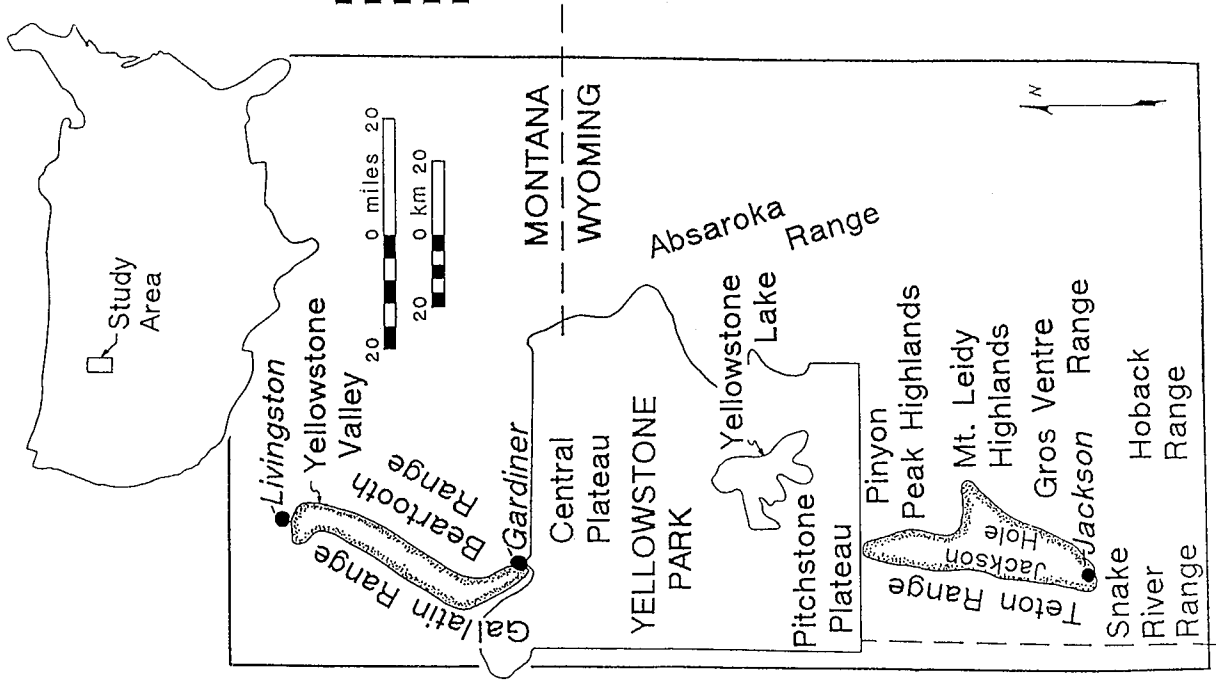 Study
Area
Livingston
Yellowstone
Valley
20 0 miles 20
20 0 km 20
Gallatin Range
Beartooth
Range
Gardiner
MONTANA
WYOMING
Central
Plateau
YELLOWSTONE
PARK
Absaroka
Range
Yellowstone
Lake
Pitchstone
Plateau
Pinyon
Peak Highlands
Mt. Leidy
Highlands
Gros Ventre
Range
Teton Range
Jackson
Hole
Jackson
Hoback
Range
Snake
River
Range
N